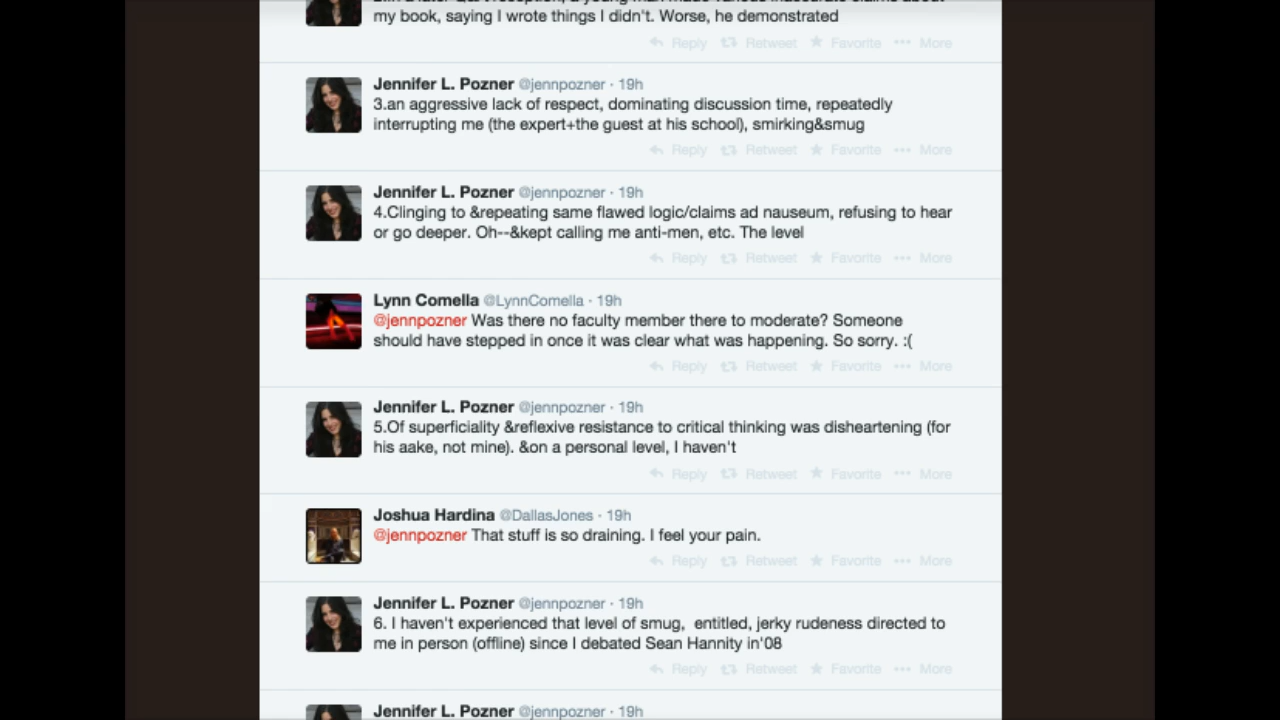 my book, saying I wrote things I didn't. Worse, he demonstrated
Reply Retweet Favorite More
Jennifer L. Pozner @jennpozner · 19h
3.an aggressive lack of respect, dominating discussion time, repeatedly
interrupting me (the expert+the guest at his school), smirking&smug
Reply Retweet Favorite More
Jennifer L. Pozner @jennpozner · 19h
4.Clinging to &repeating same flawed logic/claims ad nauseum, refusing to hear
or go deeper. Oh--&kept calling me anti-men, etc. The level
Reply Retweet Favorite More
Lynn Comella @LynnComella · 19h
@jennpozner Was there no faculty member there to moderate? Someone
should have stepped in once it was clear what was happening. So sorry. :(
Reply Retweet Favorite More
Jennifer L. Pozner @jennpozner · 19h
5.Of superficiality &reflexive resistance to critical thinking was disheartening (for
his aake, not mine). &on a personal level, I haven't
Reply Retweet Favorite More
Joshua Hardina @DallasJones · 19h
@jennpozner That stuff is so draining. I feel your pain.
Reply Retweet Favorite More
Jennifer L. Pozner @jennpozner · 19h
6. I haven't experienced that level of smug,  entitled, jerky rudeness directed to
me in person (offline) since I debated Sean Hannity in'08
Reply Retweet Favorite More
Jennifer L. Pozner @jennpozner · 19h